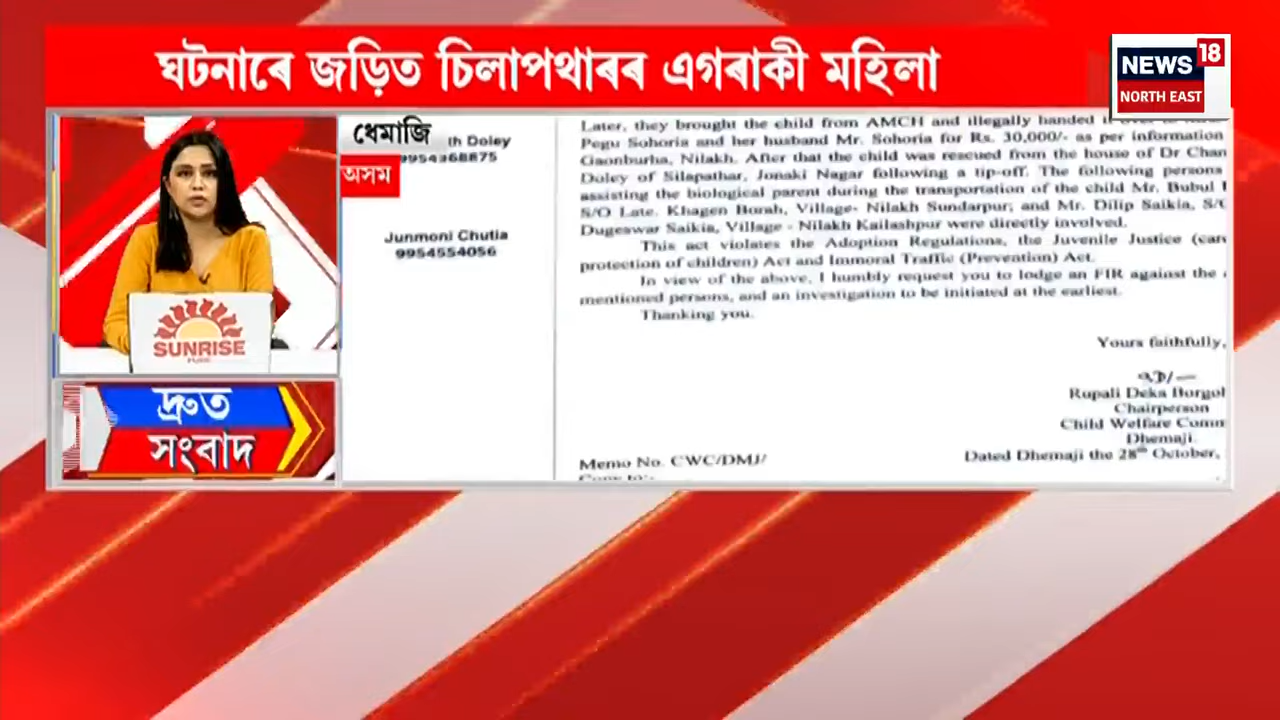 ঘটনাৰে জড়িত চিলাপথাৰৰ এগৰাকী মহিলা
NEWS 18
NORTH EAST
ধেমাজি
অসম
th Doley
9954368875
Junmoni Chutia
9954554056
Later, they brought the child from AMCH and illegally handed
Pegu Sohoria and her husband Mr. Sohoria for Rs. 30,000/- as per information
Gaonburha, Nilakh. After that the child was rescued from the house of Dr Chan
Doley of Silapathar, Jonaki Nagar following a tip-off. The following persons
assisting the biological parent during the transportation of the child Mr. Bubul
S/O Late. Khagen Borah, Village- Nilakh Sundarpur; and Mr. Dilip Saikia, S/
Dugeswar Saikia, Village - Nilakh Kailashpur were directly involved.
This act violates the Adoption Regulations, the Juvenile Justice (care
protection of children) Act and Immoral Traffic (Prevention) Act.
In view of the above, I humbly request you to lodge an FIR against the
mentioned persons, and an investigation to be initiated at the earliest.
Thanking you.
Yours faithfully,
Rupali Deka Borgo
Chairperson
Child Welfare Comm
Dhemaji
Memo No. CWC/DMJ/
Dated Dhemaji the 28th October,
SUNRISE
PURE
দ্ৰুত
সংবাদ